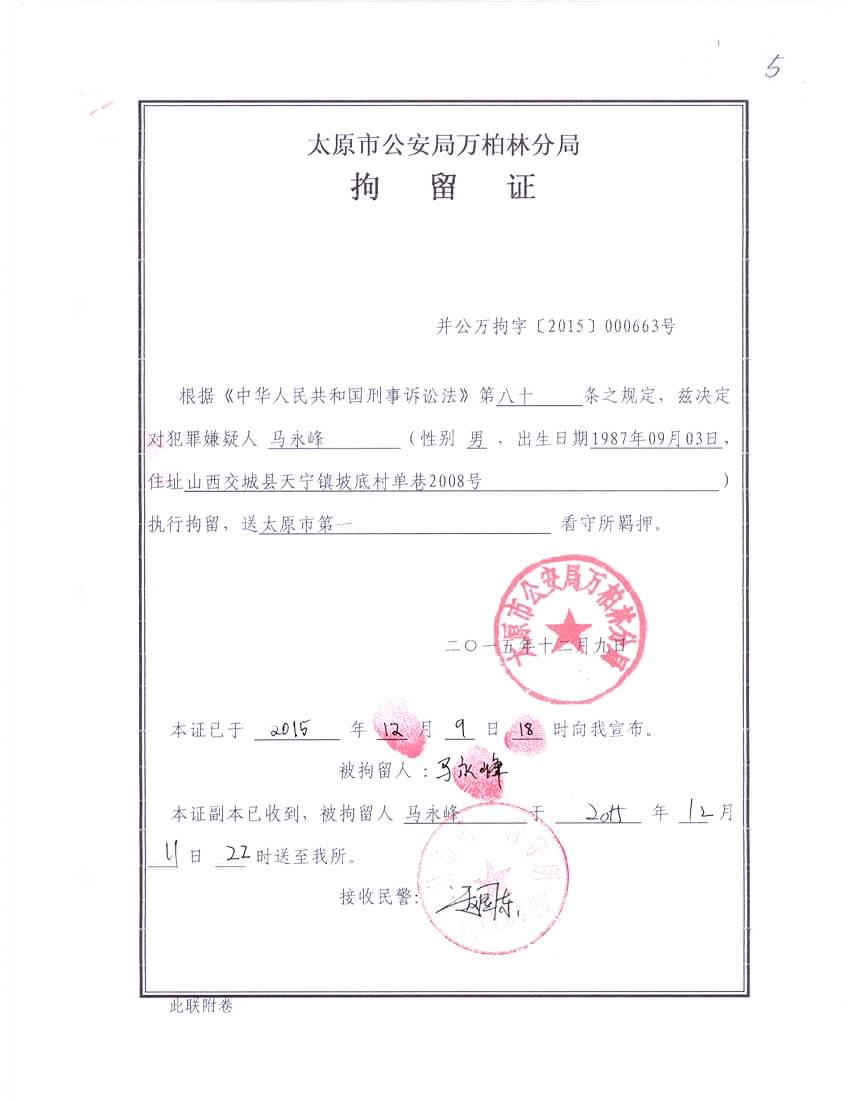 5
太原市公安局万柏林分局
拘 留 证
并公万拘字〔2015〕000663号
根据《中华人民共和国刑事诉讼法》第八十 条之规定，兹决定
对犯罪嫌疑人 马永峰 （性别 男 ，出生日期1987年09月03日，
住址山西交城县天宁镇坡底村单巷2008号 ）
执行拘留，送太原市第一 看守所羁押。
太原市公安局万柏林分局
二〇一五年十二月九日
本证已于 2015 年 12 月 9 日 18 时向我宣布。
被拘留人：马永峰
本证副本已收到，被拘留人 马永峰 于 2015 年 12 月
11 日 22 时送至我所。
接收民警：
此联附卷